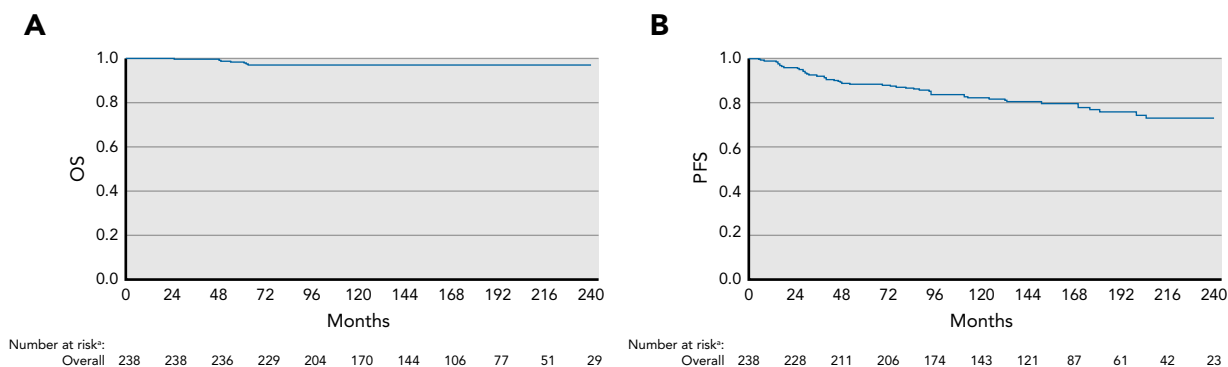 A
OS
1.0
0.8
0.6
0.4
0.2
0.0
0 24 48 72 96 120 144 168 192 216 240
Months
Number at riskᵃ:
Overall 238 238 236 229 204 170 144 106 77 51 29
B
PFS
1.0
0.8
0.6
0.4
0.2
0.0
0 24 48 72 96 120 144 168 192 216 240
Months
Number at riskᵃ:
Overall 238 228 211 206 174 143 121 87 61 42 23